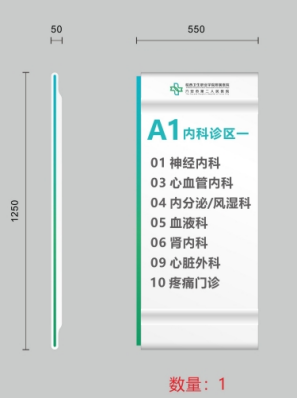 50
550
1250
A1 内科诊区一
01 神经内科
03 心血管内科
04 内分泌/风湿科
05 血液科
06 肾内科
09 心脏外科
10 疼痛门诊
数量：1